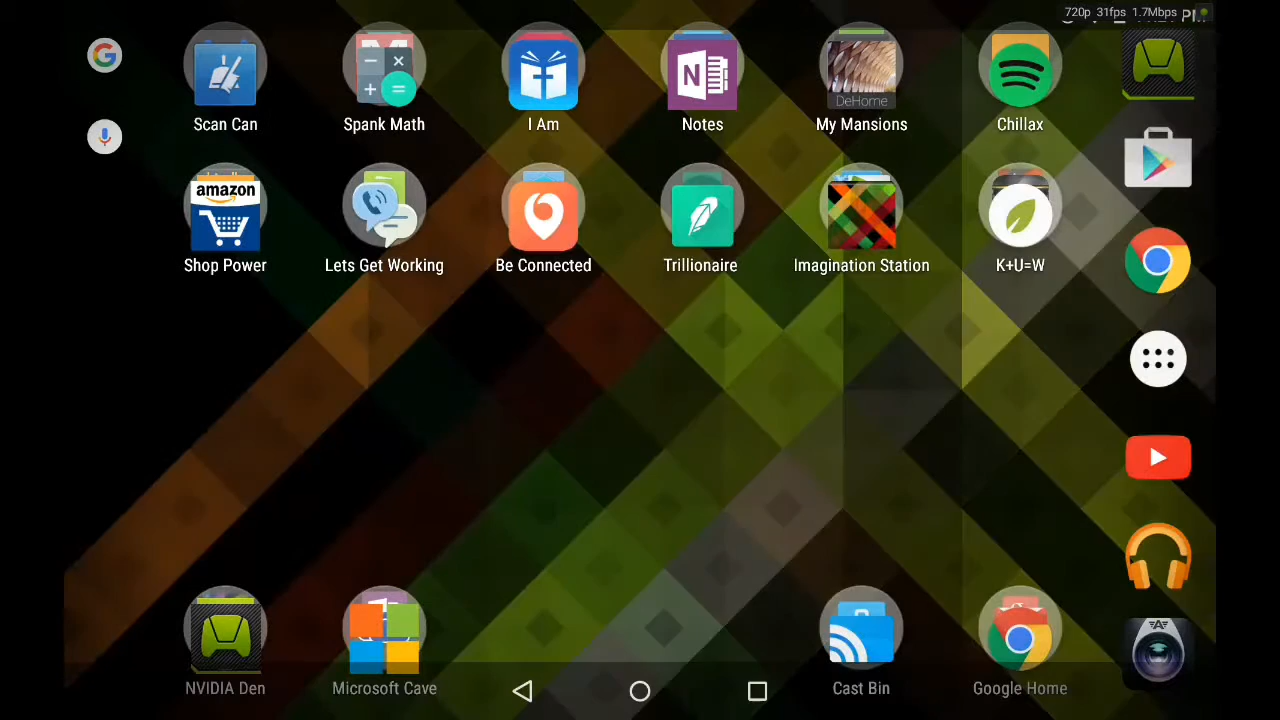 720p 31fps 1.7Mbps
PM
Scan Can
Spank Math
I Am
Notes
DeHome
My Mansions
Chillax
amazon
Shop Power
Lets Get Working
Be Connected
Trillionaire
Imagination Station
K+U=W
NVIDIA Den
Microsoft Cave
Cast Bin
Google Home